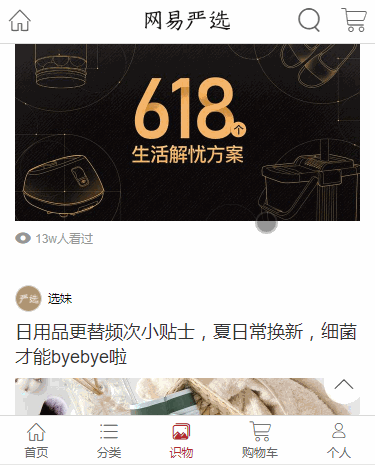 网易严选
618个
生活解忧方案
13w人看过
严选
选妹
日用品更替频次小贴士，夏日常换新，细菌
才能byebye啦
首页
分类
识物
购物车
个人